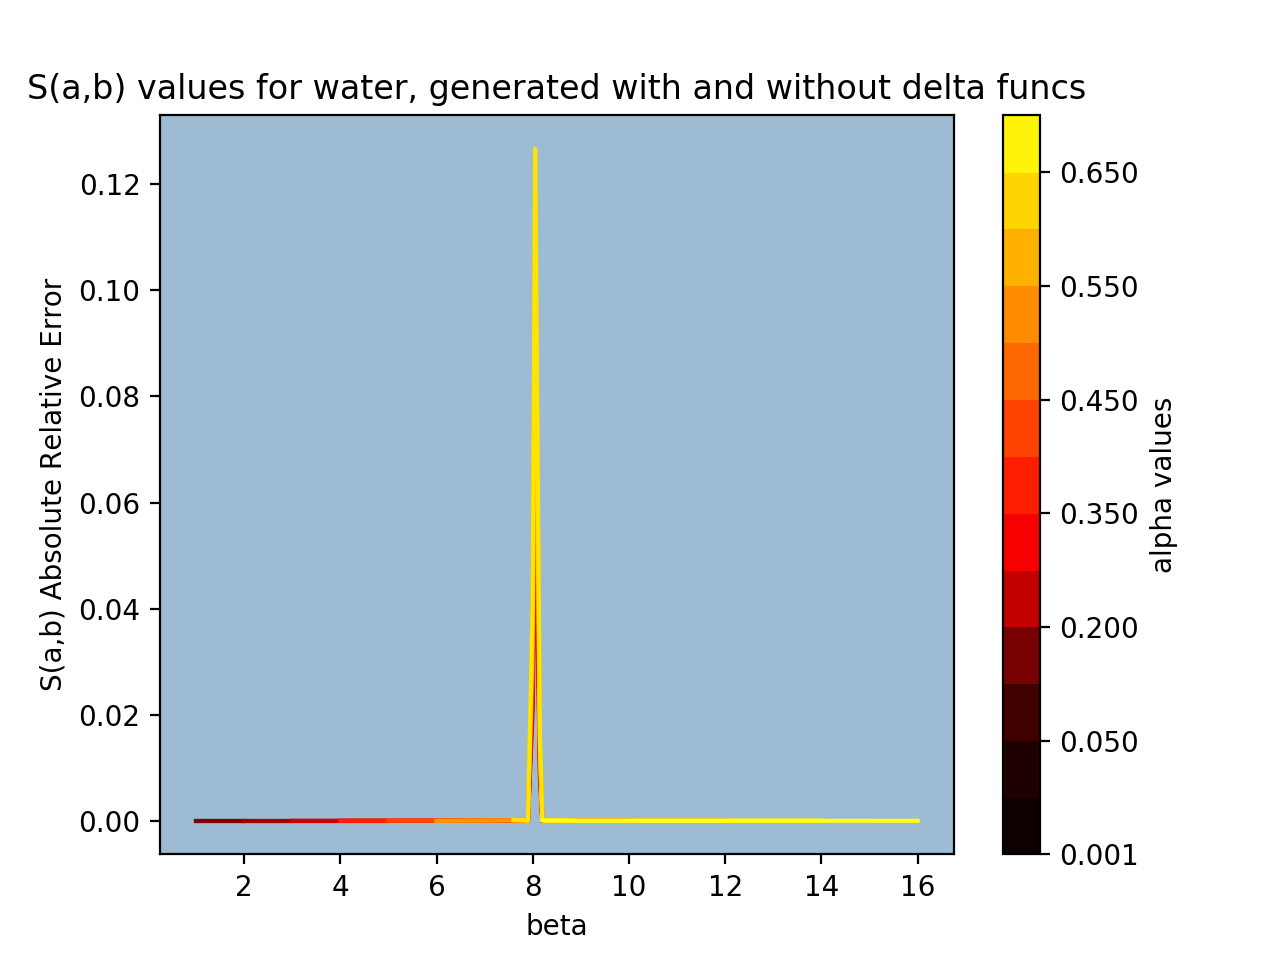 S(a,b) values for water, generated with and without delta funcs
S(a,b) Absolute Relative Error
0.12
0.10
0.08
0.06
0.04
0.02
0.00
2 4 6 8 10 12 14 16
beta
0.650
0.550
0.450
0.350
0.200
0.050
0.001
alpha values